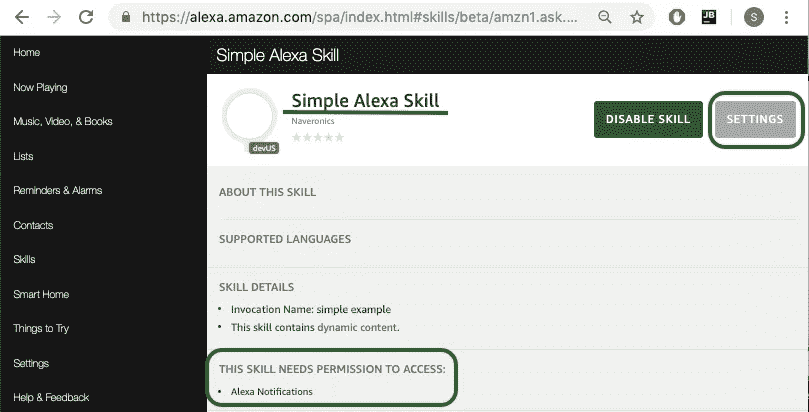 https://alexa.amazon.com/spa/index.html#skills/beta/amzn1.ask....
JB
S
Home
Now Playing
Music, Video, & Books
Lists
Reminders & Alarms
Contacts
Skills
Smart Home
Things to Try
Settings
Help & Feedback
Simple Alexa Skill
Simple Alexa Skill
Naveronics
devUS
DISABLE SKILL
SETTINGS
ABOUT THIS SKILL
SUPPORTED LANGUAGES
SKILL DETAILS
• Invocation Name: simple example
• This skill contains dynamic content.
THIS SKILL NEEDS PERMISSION TO ACCESS:
• Alexa Notifications